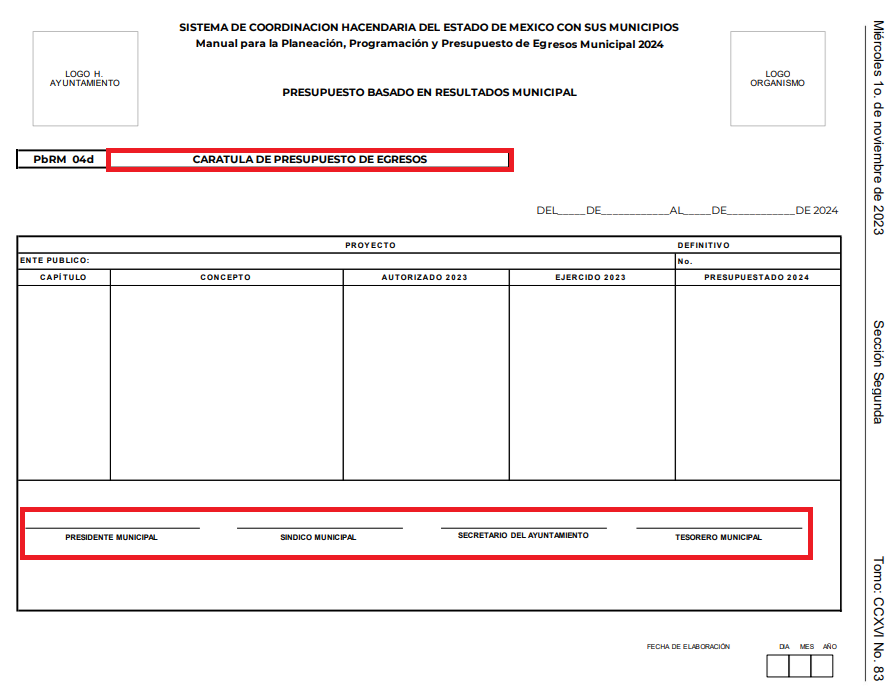 SISTEMA DE COORDINACION HACENDARIA DEL ESTADO DE MEXICO CON SUS MUNICIPIOS
Manual para la Planeación, Programación y Presupuesto de Egresos Municipal 2024
LOGO H.
AYUNTAMIENTO
LOGO
ORGANISMO
PRESUPUESTO BASADO EN RESULTADOS MUNICIPAL
PbRM 04d CARATULA DE PRESUPUESTO DE EGRESOS
DEL_____DE____________AL_____DE____________DE 2024
PROYECTO DEFINITIVO
ENTE PUBLICO: No.
CAPÍTULO CONCEPTO AUTORIZADO 2023 EJERCIDO 2023 PRESUPUESTADO 2024
PRESIDENTE MUNICIPAL SINDICO MUNICIPAL SECRETARIO DEL AYUNTAMIENTO TESORERO MUNICIPAL
FECHA DE ELABORACIÓN DIA MES AÑO
Miércoles 1o. de noviembre de 2023 Sección Segunda Tomo: CCXVI No. 83